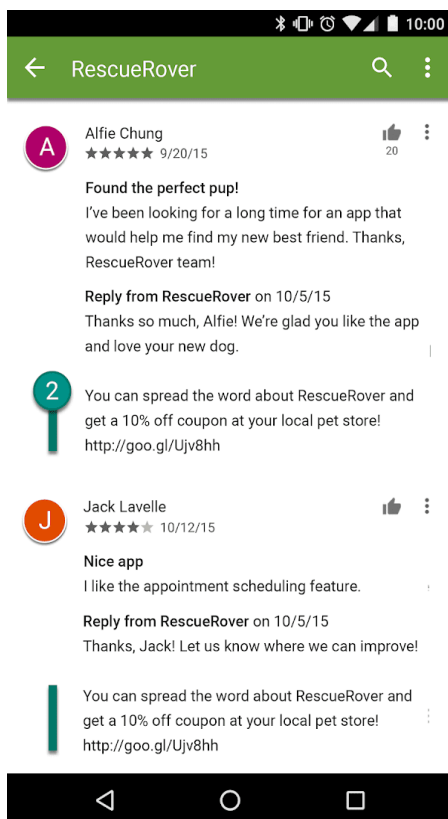 10:00
RescueRover
A
Alfie Chung
9/20/15
20
Found the perfect pup!
I've been looking for a long time for an app that
would help me find my new best friend. Thanks,
RescueRover team!
Reply from RescueRover on 10/5/15
Thanks so much, Alfie! We're glad you like the app
and love your new dog.
2
You can spread the word about RescueRover and
get a 10% off coupon at your local pet store!
http://goo.gl/Ujv8hh
J
Jack Lavelle
10/12/15
Nice app
I like the appointment scheduling feature.
Reply from RescueRover on 10/5/15
Thanks, Jack! Let us know where we can improve!
You can spread the word about RescueRover and
get a 10% off coupon at your local pet store!
http://goo.gl/Ujv8hh